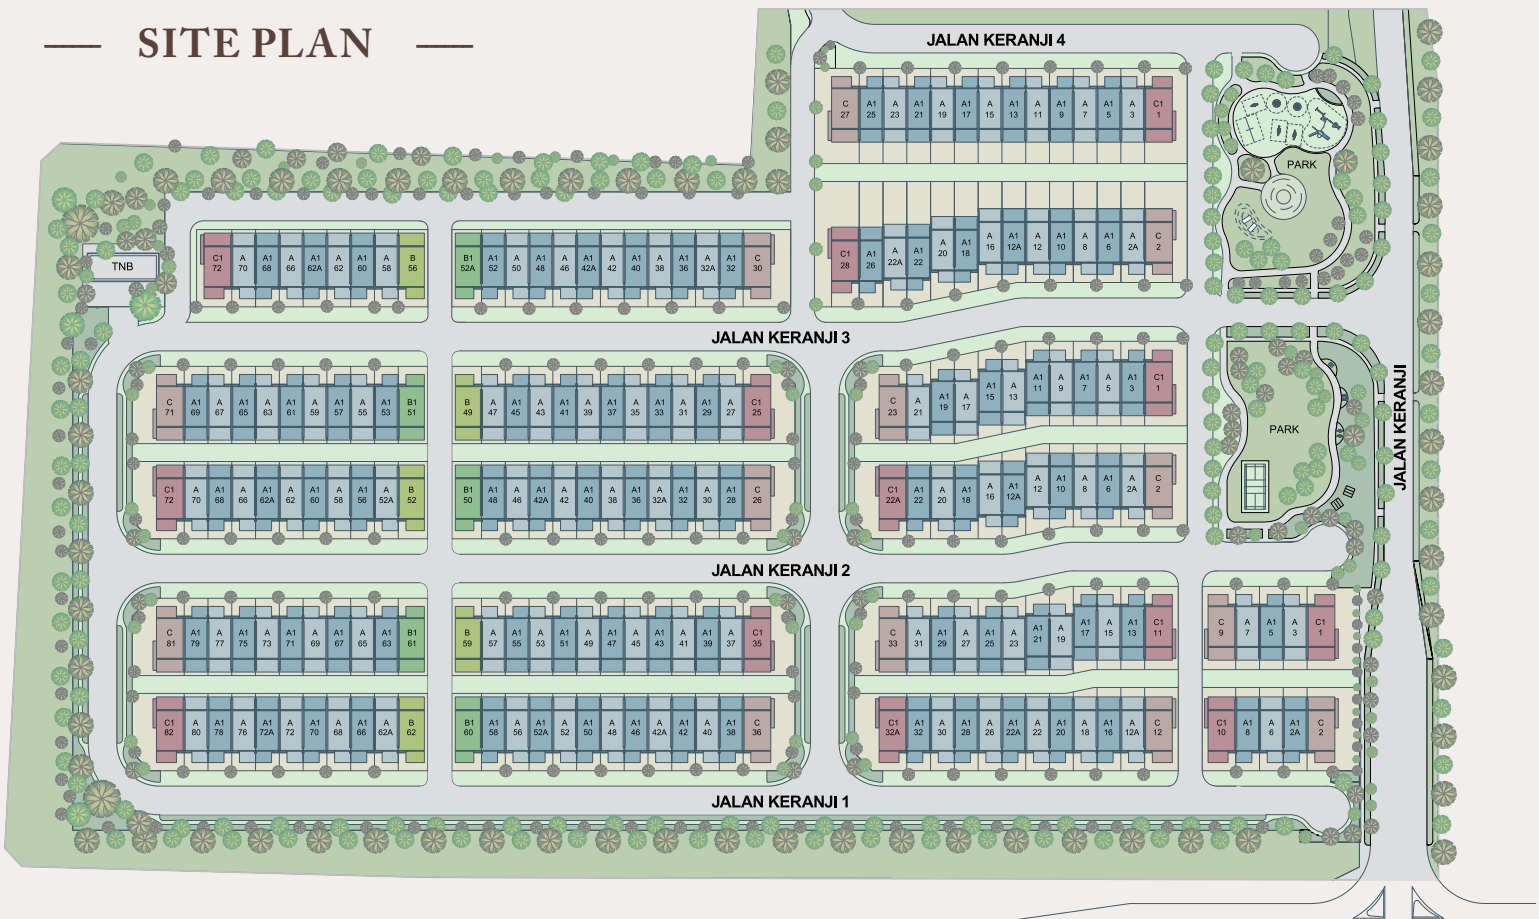 SITE PLAN
JALAN KERANJI 4
C A1 A A1 A A1 A A1 A A1 A A1 A C1
27 25 23 21 19 17 15 13 11 9 7 5 3 1
PARK
C1 A1 A A1 A A1 A A1 A A1 A A1 A C
28 26 22A 22 20 18 16 12A 12 10 8 6 2A 2
TNB
C1 A A1 A A1 A A1 A B
72 70 68 66 62A 62 60 58 56
B1 A1 A A1 A A1 A A1 A A1 A A1 C
52A 52 50 48 46 42A 42 40 38 36 32A 32 30
JALAN KERANJI 3
C A1 A A1 A A1 A A1 A A1 B1
71 69 67 65 63 61 59 57 55 53 51
B A A1 A A1 A A1 A A1 A A1 A C1
49 47 45 43 41 39 37 35 33 31 29 27 25
C A A1 A A1 A A1 A A1 A A1 C1
23 21 19 17 15 13 11 9 7 5 3 1
PARK
JALAN KERANJI
C1 A A1 A A1 A A1 A A1 A B
72 70 68 66 62A 62 60 58 56 52A 52
B1 A1 A A1 A A1 A A1 A A1 A A1 C
50 48 46 42A 42 40 38 36 32A 32 30 28 26
C1 A1 A A1 A A1 A A1 A A1 A C
22A 22 20 18 16 12A 12 10 8 6 2A 2
JALAN KERANJI 2
C A1 A A1 A A1 A A1 A A1 B1
81 79 77 75 73 71 69 67 65 63 61
B A A1 A A1 A A1 A A1 A A1 A C1
59 57 55 53 51 49 47 45 43 41 39 37 35
C A A1 A A1 A A1 A A1 A A1 C1
33 31 29 27 25 23 21 19 17 15 13 11
C A A1 A C1
9 7 5 3 1
C1 A A1 A A1 A A1 A A1 A B
82 80 78 76 72A 72 70 68 66 62A 62
B1 A1 A A1 A A1 A A1 A A1 A A1 C
60 58 56 52A 52 50 48 46 42A 42 40 38 36
C1 A1 A A1 A A1 A A1 A A1 A C
32A 32 30 28 26 22A 22 20 18 16 12A 12
C1 A1 A A1 C
10 8 6 2A 2
JALAN KERANJI 1